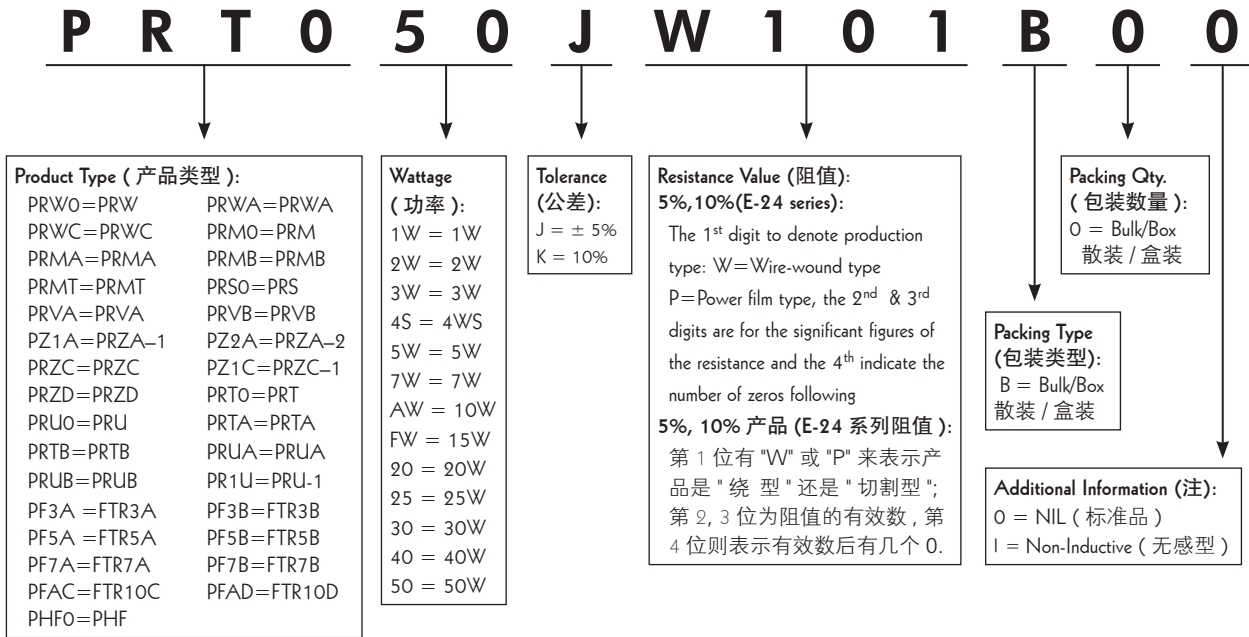 P R T 0 5 0 J W 1 0 1 B 0 0
Product Type ( 产品类型 ):
PRW0=PRW PRWA=PRWA
PRWC=PRWC PRM0=PRM
PRMA=PRMA PRMB=PRMB
PRMT=PRMT PRS0=PRS
PRVA=PRVA PRVB=PRVB
PZ1A=PRZA–1 PZ2A=PRZA–2
PRZC=PRZC PZ1C=PRZC–1
PRZD=PRZD PRT0=PRT
PRU0=PRU PRTA=PRTA
PRTB=PRTB PRUA=PRUA
PRUB=PRUB PR1U=PRU-1
PF3A =FTR3A PF3B=FTR3B
PF5A =FTR5A PF5B=FTR5B
PF7A=FTR7A PF7B=FTR7B
PFAC=FTR10C PFAD=FTR10D
PHF0=PHF
Wattage
( 功率 ):
1W = 1W
2W = 2W
3W = 3W
4S = 4WS
5W = 5W
7W = 7W
AW = 10W
FW = 15W
20 = 20W
25 = 25W
30 = 30W
40 = 40W
50 = 50W
Tolerance
(公差):
J = ± 5%
K = 10%
Resistance Value (阻值):
5%,10%(E-24 series):
The 1st digit to denote production
type: W=Wire-wound type
P=Power film type, the 2nd & 3rd
digits are for the significant figures of
the resistance and the 4th indicate the
number of zeros following
5%, 10% 产品 (E-24 系列阻值 ):
第 1 位有 "W" 或 "P" 来表示产
品是 " 绕 型 " 还是 " 切割型 ";
第 2, 3 位为阻值的有效数 , 第
4 位则表示有效数后有几个 0.
Packing Type
(包装类型):
B = Bulk/Box
散装 / 盒装
Packing Qty.
( 包装数量 ):
0 = Bulk/Box
散装 / 盒装
Additional Information (注):
0 = NIL ( 标准品 )
I = Non-Inductive ( 无感型 )